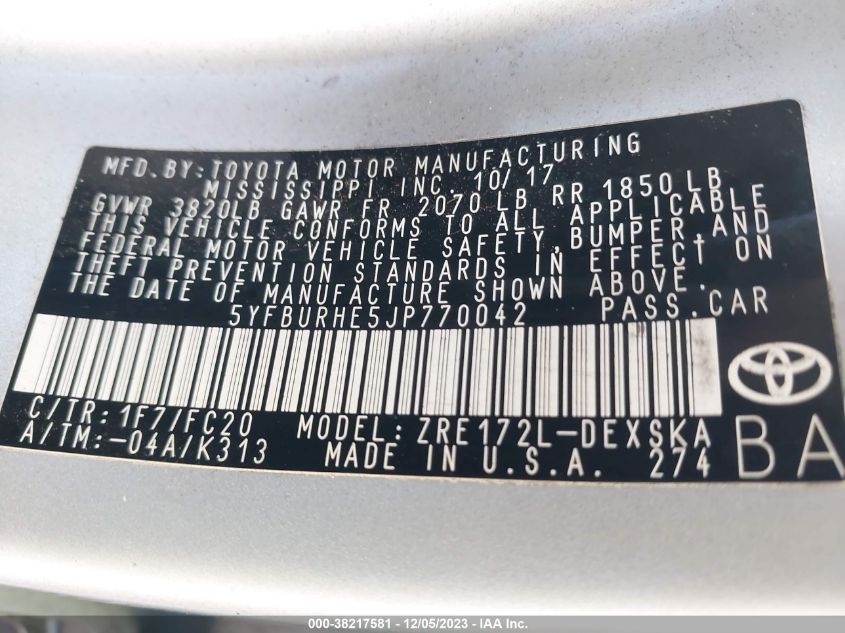 MFD.BY:TOYOTA MOTOR MANUFACTURING
MISSISSIPPI INC. 10/17
GVWR 3820LB GAWR FR 2070 LB RR 1850 LB
THIS VEHICLE CONFORMS TO ALL APPLICABLE
FEDERAL MOTOR VEHICLE SAFETY, BUMPER, AND
THEFT PREVENTION STANDARDS IN EFFECT ON
THE DATE OF MANUFACTURE SHOWN ABOVE.
5YFBURHE5JP770042 PASS.CAR
C/TR: 1F7/FC20 MODEL: ZRE172L-DEXSKA
A/TM:-04A/K313 MADE IN U.S.A. 274
BA
000-38217581 - 12/05/2023 - IAA Inc.